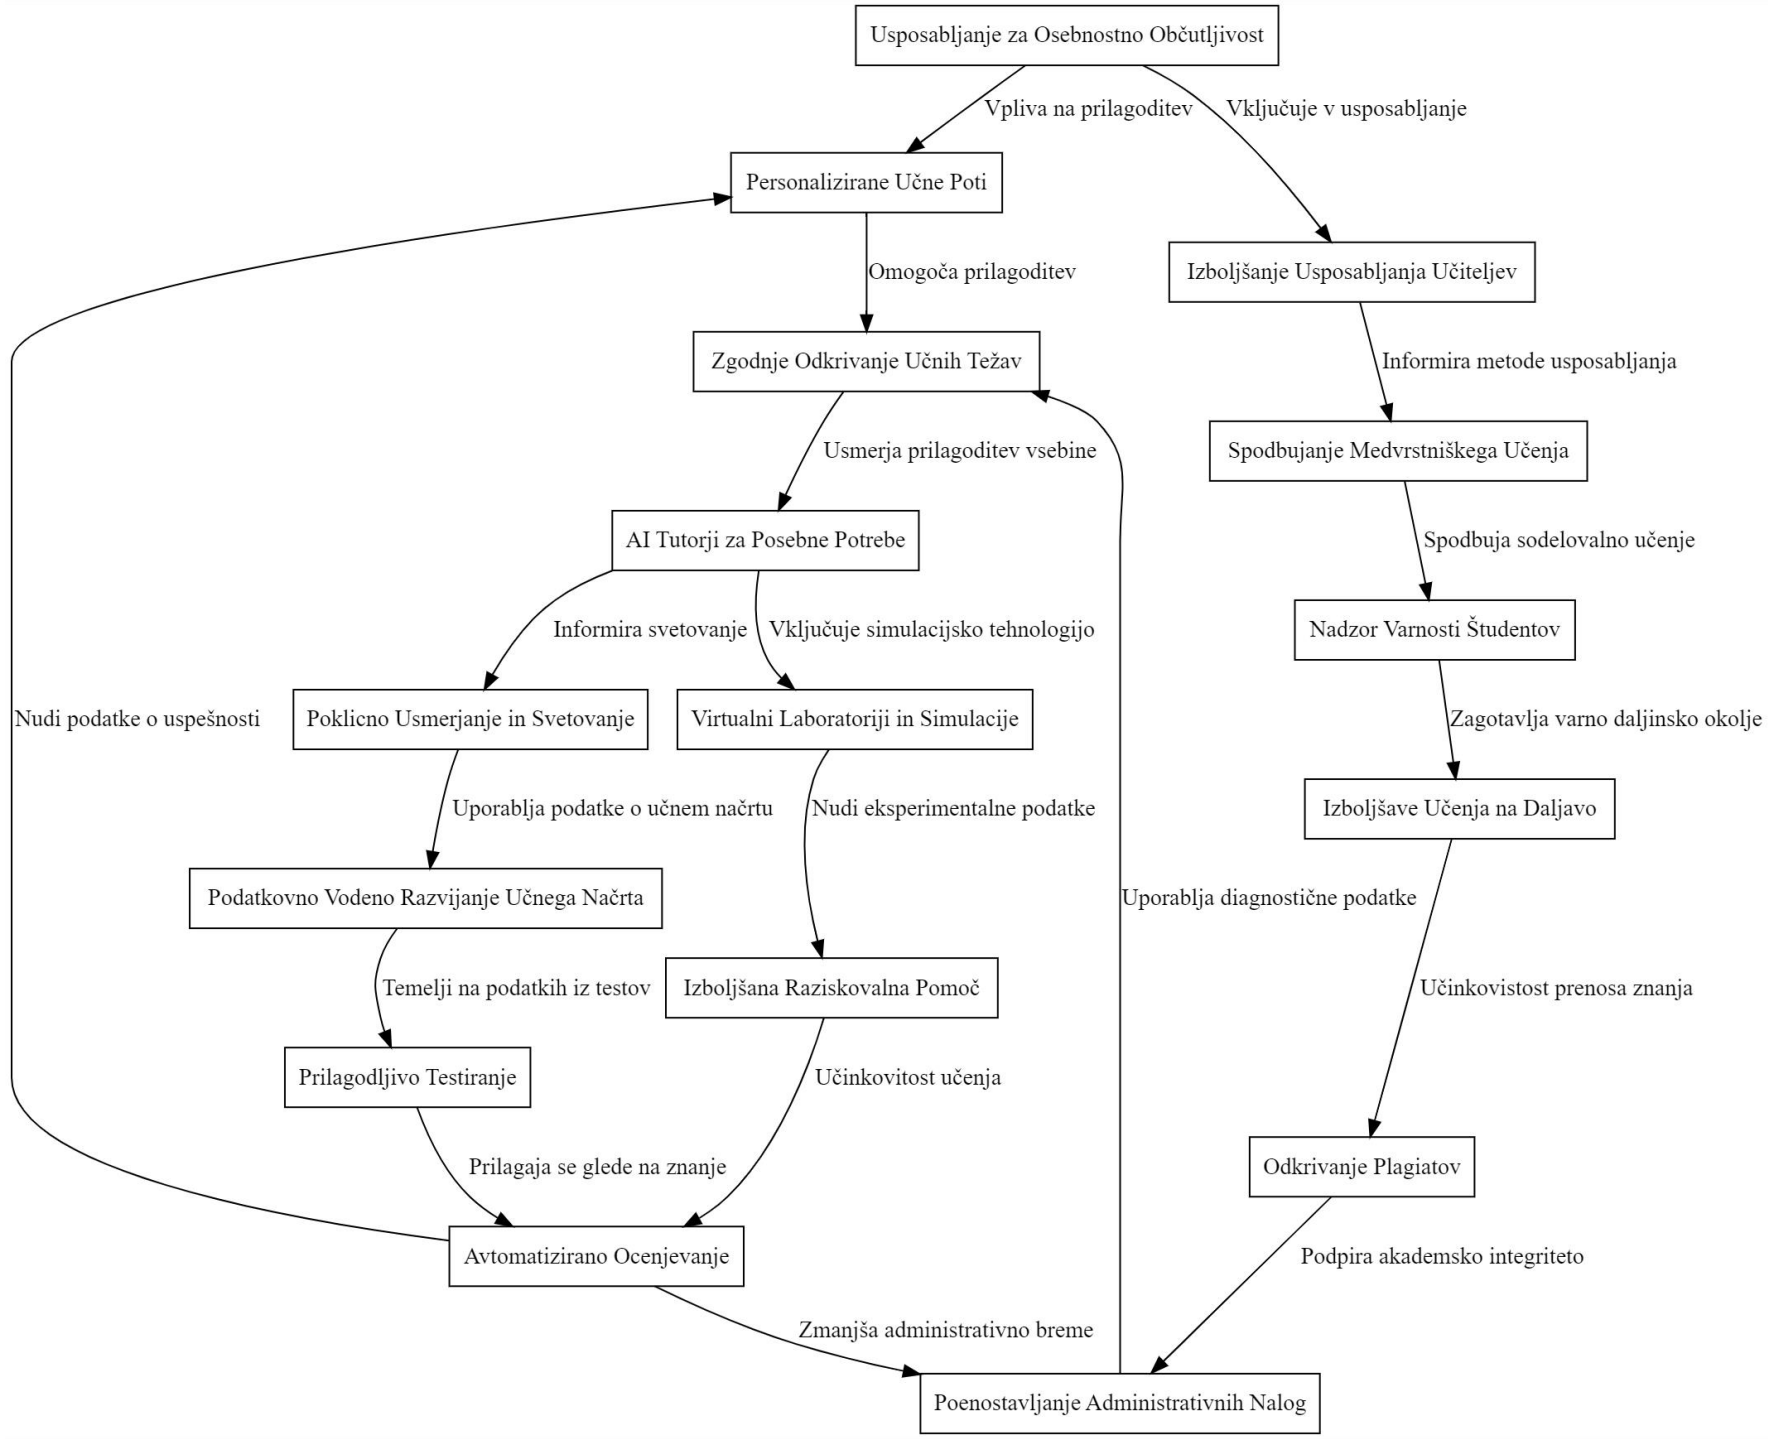 Usposabljanje za Osebnostno Občutljivost
Vpliva na prilagoditev
Vključuje v usposabljanje
Personalizirane Učne Poti
Omogoča prilagoditev
Izboljšanje Usposabljanja Učiteljev
Zgodnje Odkrivanje Učnih Težav
Informira metode usposabljanja
Usmerja prilagoditev vsebine
Spodbujanje Medvrstniškega Učenja
AI Tutorji za Posebne Potrebe
Spodbuja sodelovalno učenje
Informira svetovanje
Vključuje simulacijsko tehnologijo
Nadzor Varnosti Študentov
Nudi podatke o uspešnosti
Poklicno Usmerjanje in Svetovanje
Virtualni Laboratoriji in Simulacije
Zagotavlja varno daljinsko okolje
Uporablja podatke o učnem načrtu
Nudi eksperimentalne podatke
Izboljšave Učenja na Daljavo
Podatkovno Vodeno Razvijanje Učnega Načrta
Uporablja diagnostične podatke
Temelji na podatkih iz testov
Izboljšana Raziskovalna Pomoč
Učinkovistost prenosa znanja
Prilagodljivo Testiranje
Učinkovitost učenja
Prilagaja se glede na znanje
Odkrivanje Plagiatov
Avtomatizirano Ocenjevanje
Podpira akademsko integriteto
Zmanjša administrativno breme
Poenostavljanje Administrativnih Nalog